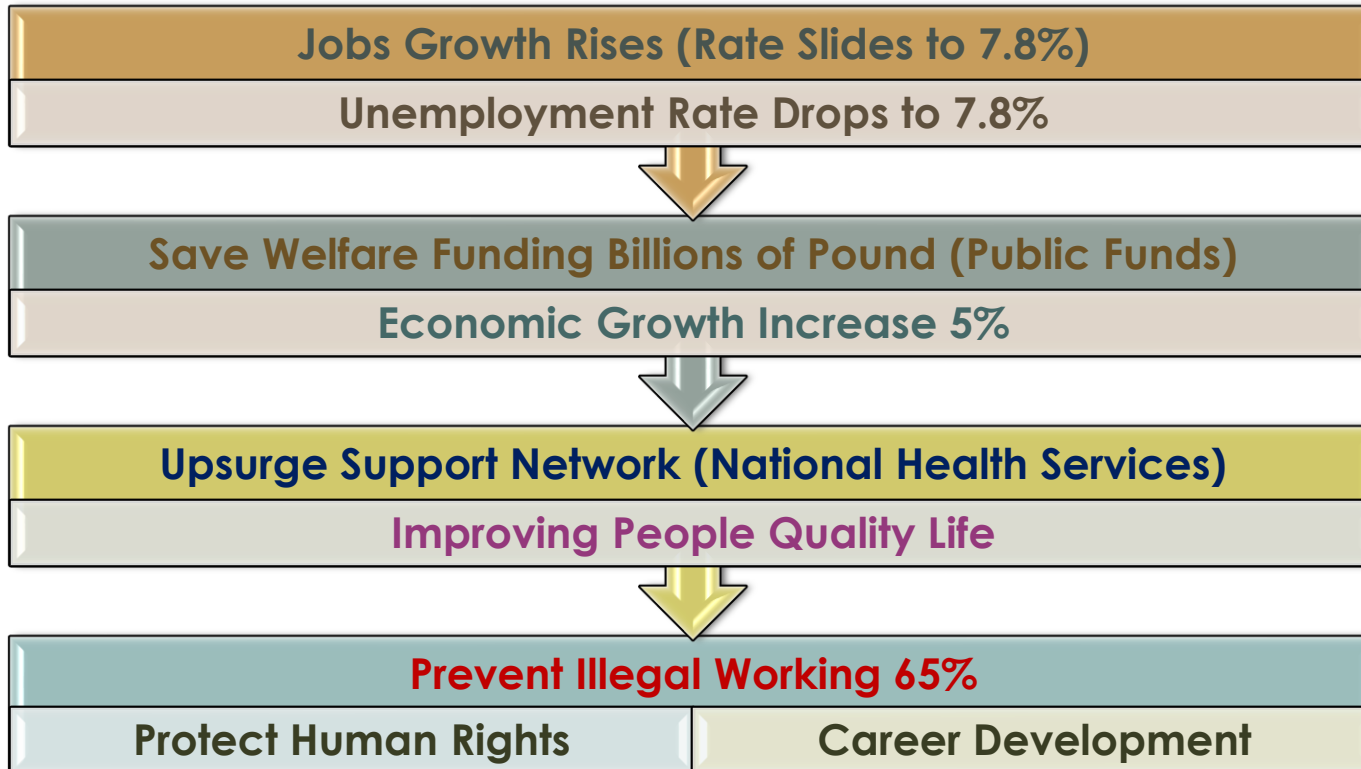 Jobs Growth Rises (Rate Slides to 7.8%)
Unemployment Rate Drops to 7.8%
Save Welfare Funding Billions of Pound (Public Funds)
Economic Growth Increase 5%
Upsurge Support Network (National Health Services)
Improving People Quality Life
Prevent Illegal Working 65%
Protect Human Rights
Career Development